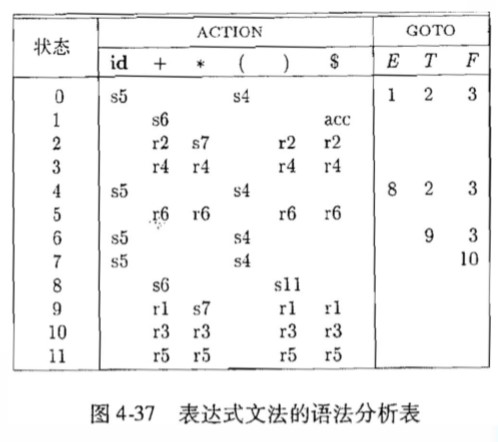 状态 ACTION GOTO
id + * ( ) $ E T F
0 s5 s4 1 2 3
1 s6 acc
2 r2 s7 r2 r2
3 r4 r4 r4 r4
4 s5 s4 8 2 3
5 r6 r6 r6 r6
6 s5 s4 9 3
7 s5 s4 10
8 s6 s11
9 r1 s7 r1 r1
10 r3 r3 r3 r3
11 r5 r5 r5 r5
图 4-37 表达式文法的语法分析表